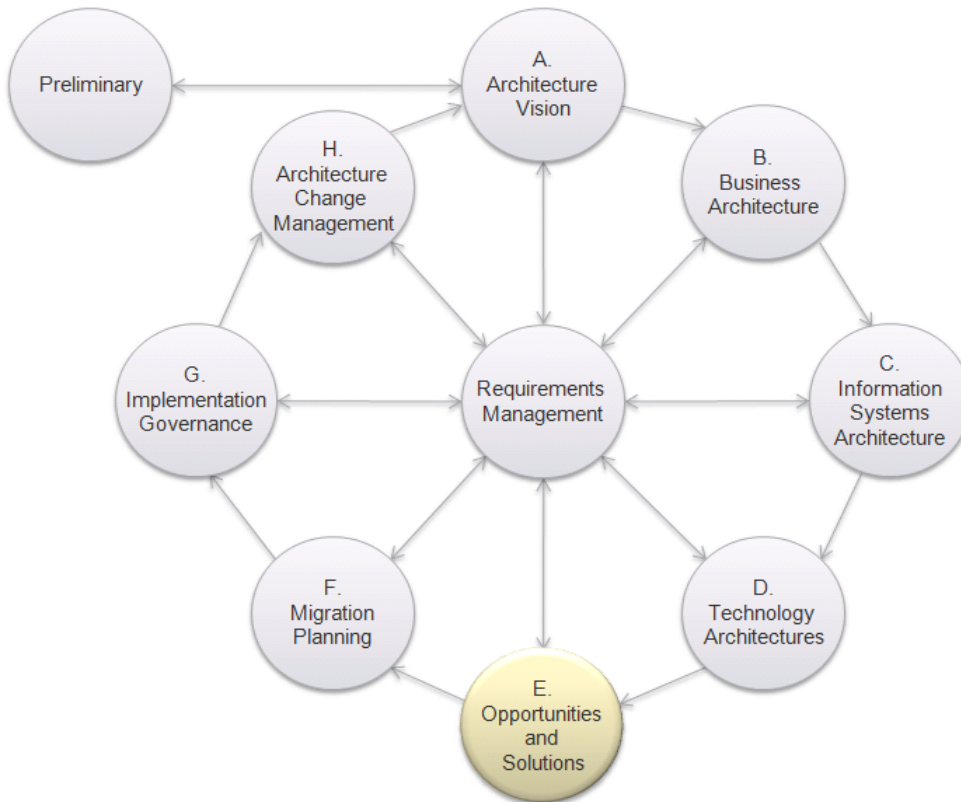 Preliminary
A.
Architecture
Vision
B.
Business
Architecture
C.
Information
Systems
Architecture
D.
Technology
Architectures
E.
Opportunities
and
Solutions
F.
Migration
Planning
G.
Implementation
Governance
H.
Architecture
Change
Management
Requirements
Management